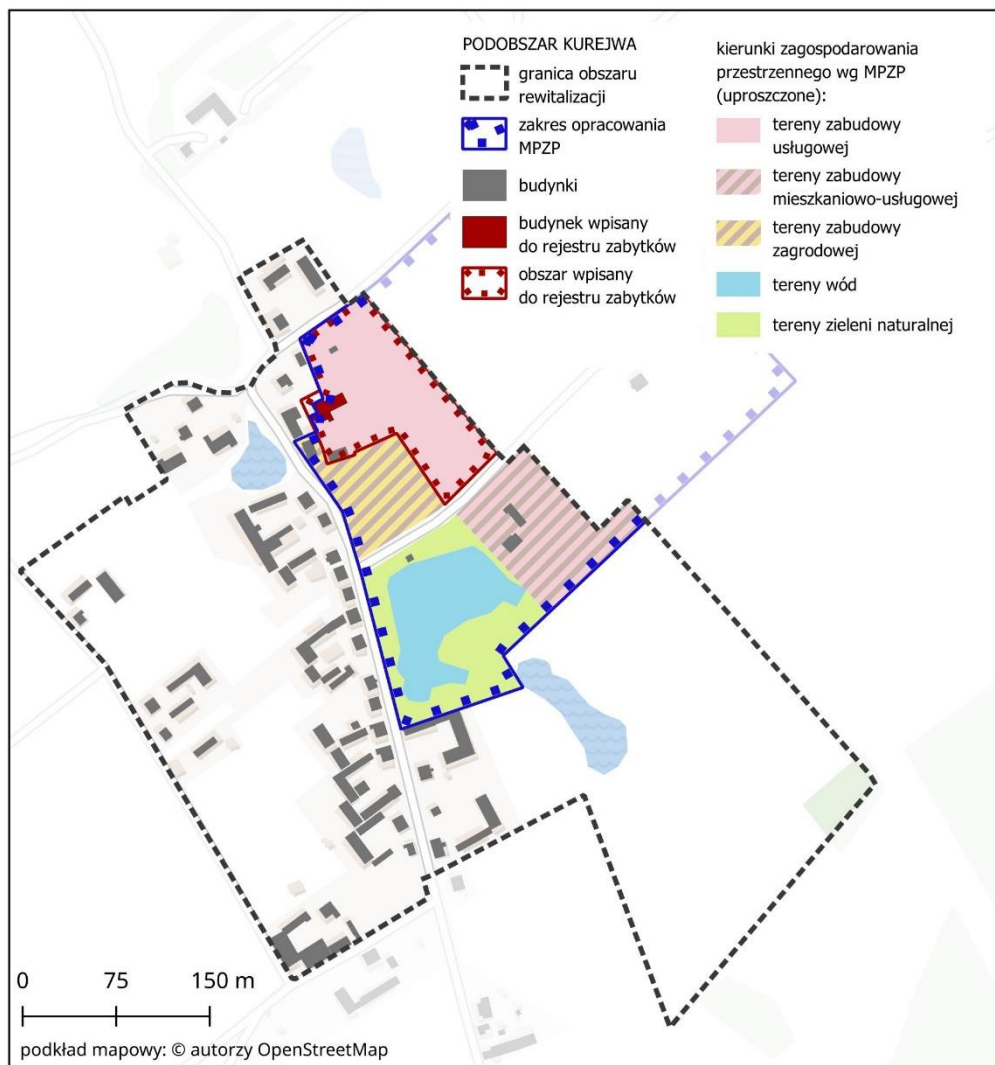 PODOBSZAR KUREJWA
granica obszaru
rewitalizacji
zakres opracowania
MPZP
budynki
budynek wpisany
do rejestru zabytków
obszar wpisany
do rejestru zabytków
kierunki zagospodarowania
przestrzennego wg MPZP
(uproszczone):
tereny zabudowy
usługowej
tereny zabudowy
mieszkaniowo-usługowej
tereny zabudowy
zagrodowej
tereny wód
tereny zieleni naturalnej
0 75 150 m
podkład mapowy: © autorzy OpenStreetMap